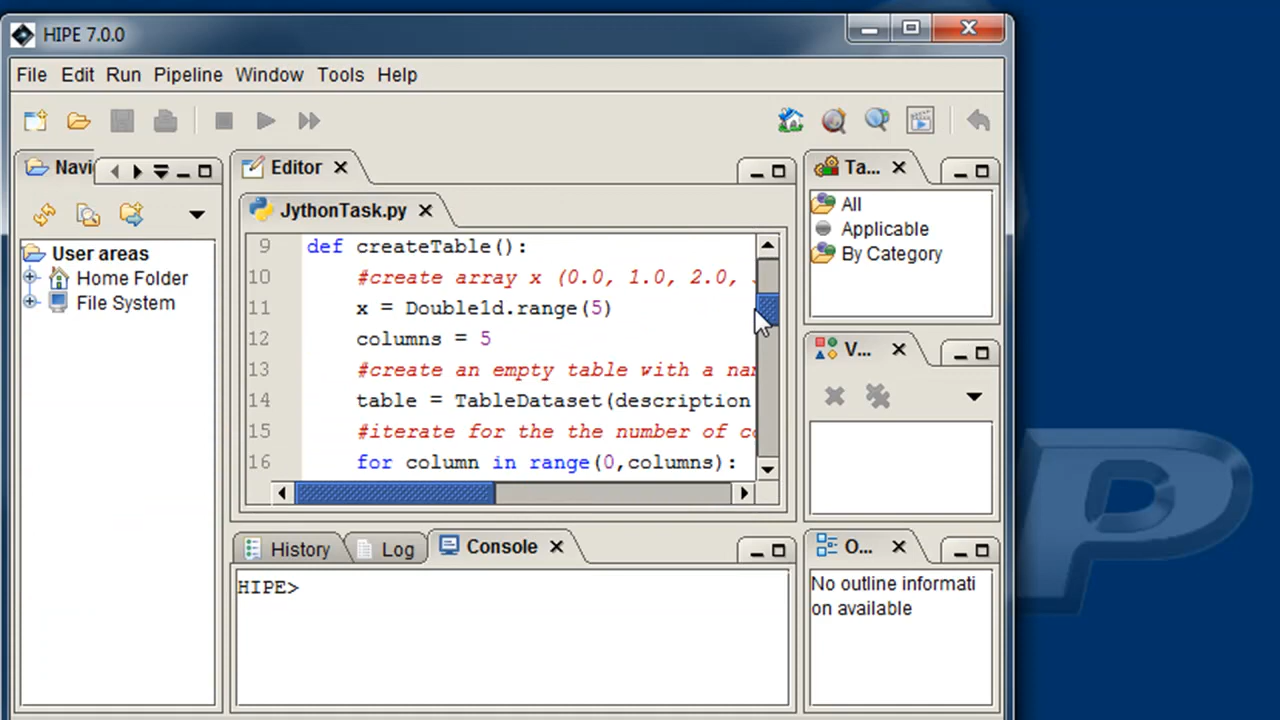 HIPE 7.0.0
File Edit Run Pipeline Window Tools Help
Navi
Editor
Ta...
JythonTask.py
All
Applicable
By Category
User areas
Home Folder
File System
9 def createTable():
10 #create array x (0.0, 1.0, 2.0,
11 x = Double1d.range(5)
12 columns = 5
13 #create an empty table with a nam
14 table = TableDataset(description
15 #iterate for the the number of co
16 for column in range(0,columns):
V...
History
Log
Console
HIPE>
O...
No outline informati
on available
P